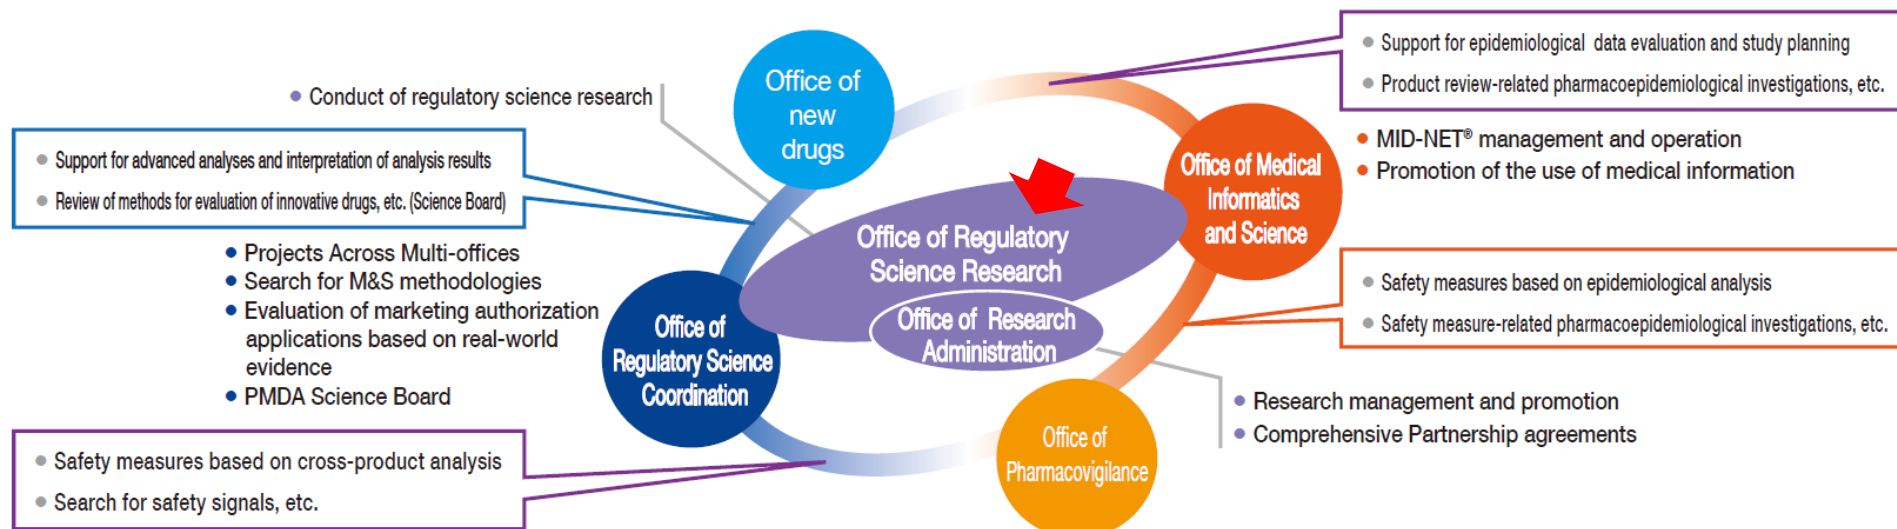 Office of
new
drugs
● Conduct of regulatory science research
● Support for advanced analyses and interpretation of analysis results
● Review of methods for evaluation of innovative drugs, etc. (Science Board)
● Projects Across Multi-offices
● Search for M&S methodologies
● Evaluation of marketing authorization
applications based on real-world
evidence
● PMDA Science Board
Office of
Regulatory Science
Coordination
● Safety measures based on cross-product analysis
● Search for safety signals, etc.
Office of Regulatory
Science Research
Office of Research
Administration
● Support for epidemiological data evaluation and study planning
● Product review-related pharmacoepidemiological investigations, etc.
Office of Medical
Informatics
and Science
● MID-NET® management and operation
● Promotion of the use of medical information
● Safety measures based on epidemiological analysis
● Safety measure-related pharmacoepidemiological investigations, etc.
● Research management and promotion
● Comprehensive Partnership agreements
Office of
Pharmacovigilance